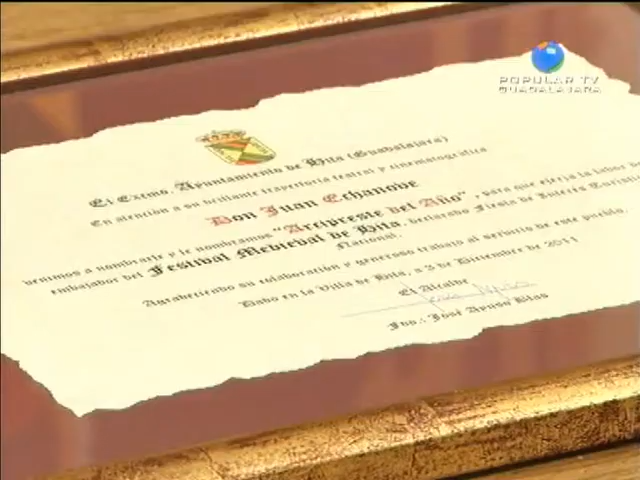 POPULAR TV
GUADALAJARA
El Excmo. Ayuntamiento de Hita (Guadalajara)
En atención a su brillante trayectoria teatral y cinematográfica
Don Juan Echanove
venimos a nombrarle y le nombramos "Arcipreste del Año", y para que ejerza la labor de
embajador del Festival Medieval de Hita, declarado Fiesta de Interés Turístico
Nacional.
Agradeciendo su colaboración y generoso trabajo al servicio de este pueblo.
Dado en la Villa de Hita, a 3 de Diciembre de 2011
El Alcalde
Fdo.: José Ayuso Blas